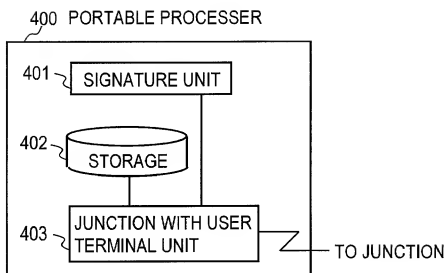 400 PORTABLE PROCESSER
401 SIGNATURE UNIT
402 STORAGE
403 JUNCTION WITH USER
TERMINAL UNIT
TO JUNCTION